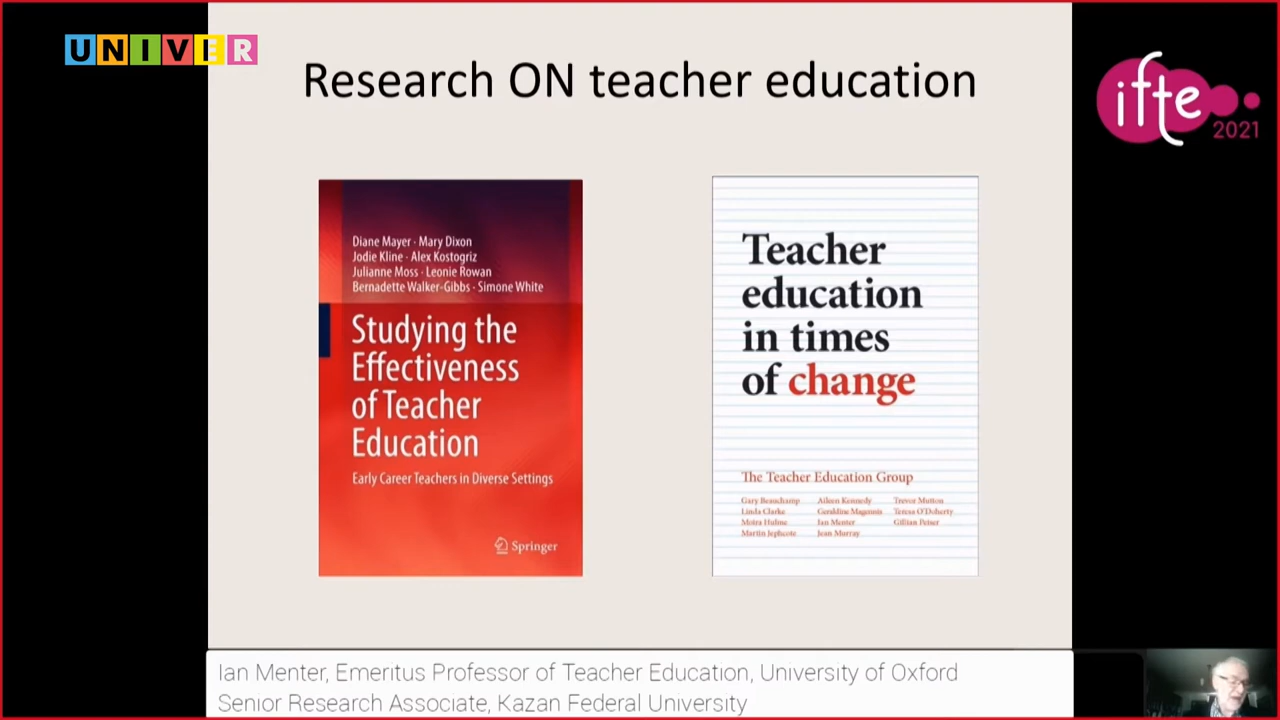 UNIVER
Research ON teacher education
ifte
2021
Diane Mayer · Mary Dixon
Jodie Kline · Alex Kostogriz
Julianne Moss · Leonie Rowan
Bernadette Walker-Gibbs · Simone White
Studying the
Effectiveness
of Teacher
Education
Early Career Teachers in Diverse Settings
Springer
Teacher
education
in times
of change
The Teacher Education Group
Gary Beauchamp Aileen Kennedy Trevor Mutton
Linda Clarke Geraldine Magennis Teresa O'Doherty
Moira Hulme Ian Menter Gillian Peiser
Martin Jephcote Jean Murray
Ian Menter, Emeritus Professor of Teacher Education, University of Oxford
Senior Research Associate, Kazan Federal University